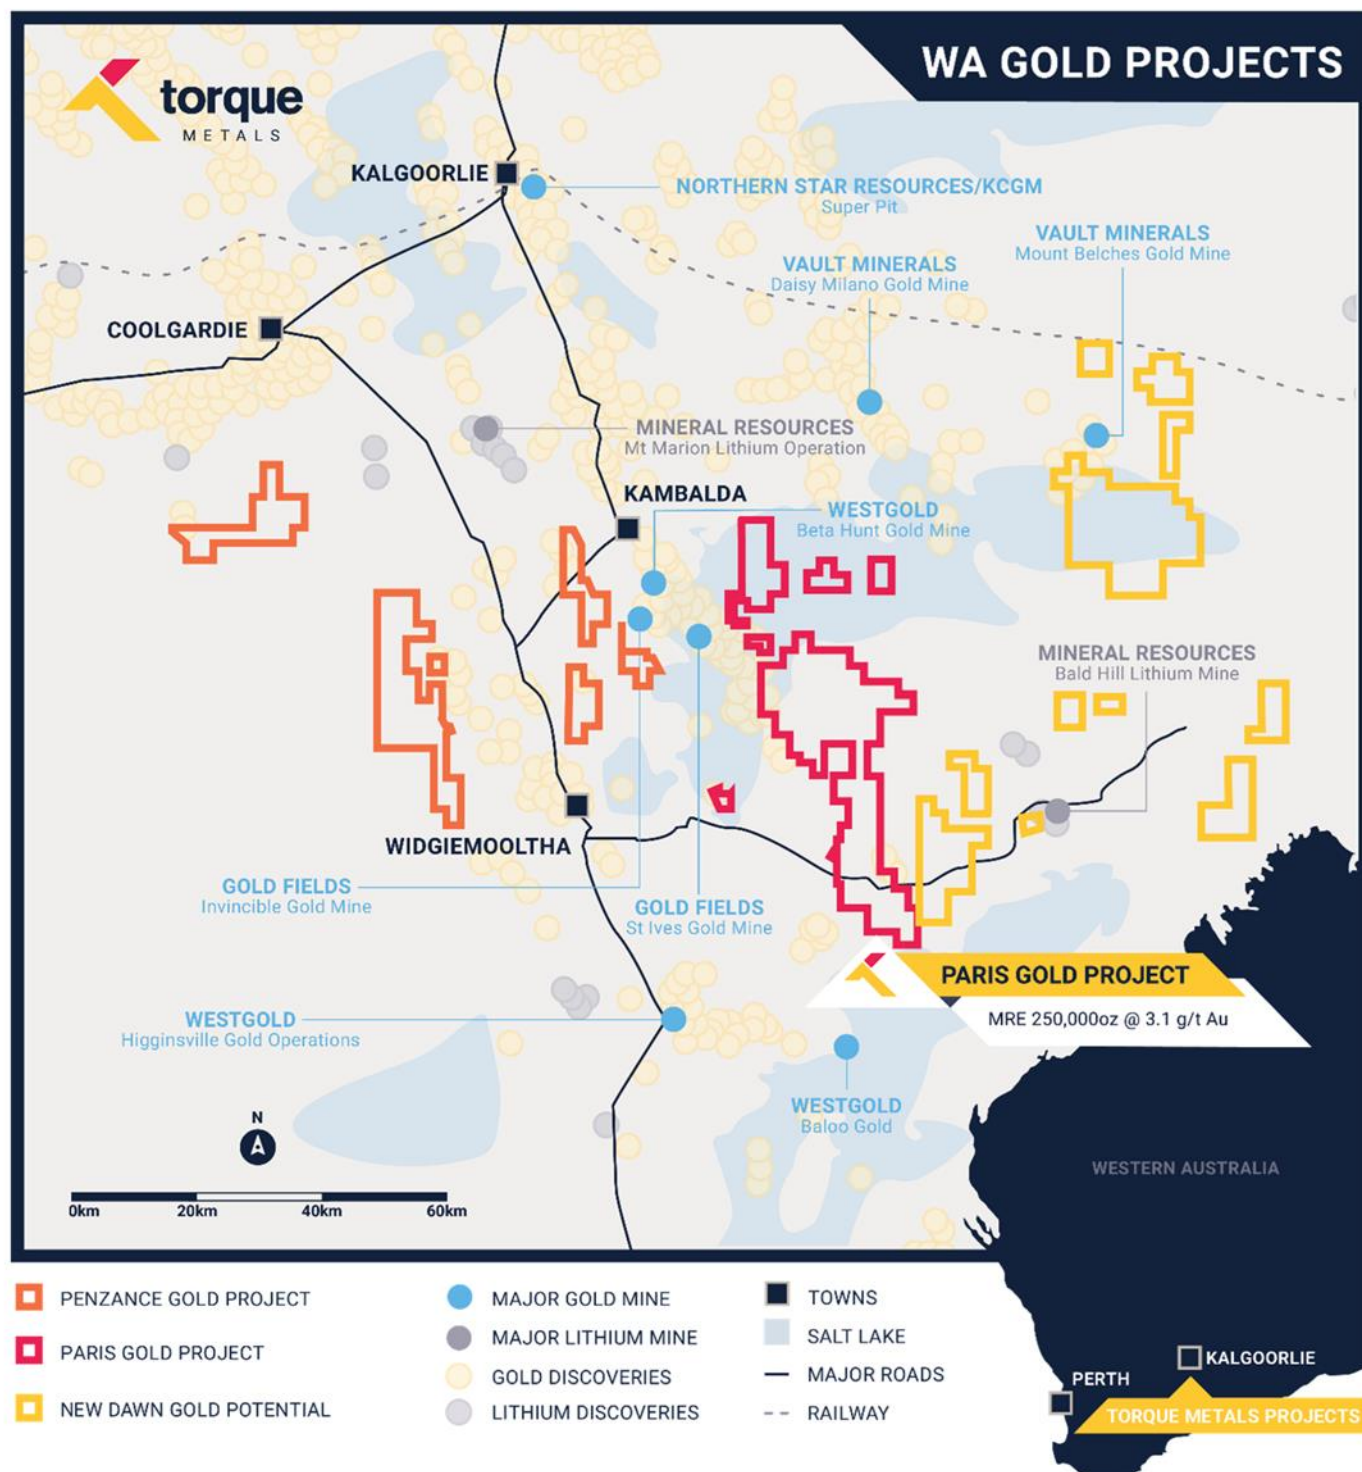 WA GOLD PROJECTS
torque
METALS
KALGOORLIE
NORTHERN STAR RESOURCES/KCGM
Super Pit
VAULT MINERALS
Mount Belches Gold Mine
VAULT MINERALS
Daisy Milano Gold Mine
COOLGARDIE
MINERAL RESOURCES
Mt Marion Lithium Operation
KAMBALDA
WESTGOLD
Beta Hunt Gold Mine
MINERAL RESOURCES
Bald Hill Lithium Mine
WIDGIEMOOLTHA
GOLD FIELDS
Invincible Gold Mine
GOLD FIELDS
St Ives Gold Mine
PARIS GOLD PROJECT
MRE 250,000oz @ 3.1 g/t Au
WESTGOLD
Higginsville Gold Operations
WESTGOLD
Baloo Gold
N
0km 20km 40km 60km
WESTERN AUSTRALIA
PENZANCE GOLD PROJECT
PARIS GOLD PROJECT
NEW DAWN GOLD POTENTIAL
MAJOR GOLD MINE
MAJOR LITHIUM MINE
GOLD DISCOVERIES
LITHIUM DISCOVERIES
TOWNS
SALT LAKE
MAJOR ROADS
RAILWAY
KALGOORLIE
PERTH
TORQUE METALS PROJECTS